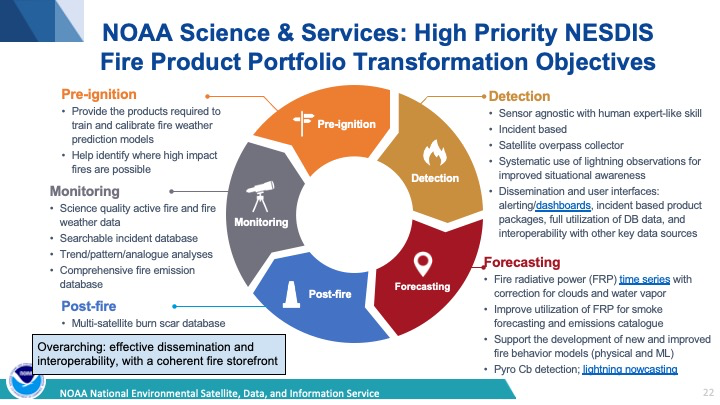 NOAA Science & Services: High Priority NESDIS
Fire Product Portfolio Transformation Objectives
Pre-ignition
• Provide the products required to
train and calibrate fire weather
prediction models
• Help identify where high impact
fires are possible
Monitoring
• Science quality active fire and fire
weather data
• Searchable incident database
• Trend/pattern/analogue analyses
• Comprehensive fire emission
database
Post-fire
• Multi-satellite burn scar database
Overarching: effective dissemination and
interoperability, with a coherent fire storefront
Pre-ignition
Detection
Forecasting
Post-fire
Monitoring
Detection
• Sensor agnostic with human expert-like skill
• Incident based
• Satellite overpass collector
• Systematic use of lightning observations for
improved situational awareness
• Dissemination and user interfaces:
alerting/dashboards, incident based product
packages, full utilization of DB data, and
interoperability with other key data sources
Forecasting
• Fire radiative power (FRP) time series with
correction for clouds and water vapor
• Improve utilization of FRP for smoke
forecasting and emissions catalogue
• Support the development of new and improved
fire behavior models (physical and ML)
• Pyro Cb detection; lightning nowcasting
NOAA
NOAA National Environmental Satellite, Data, and Information Service
22